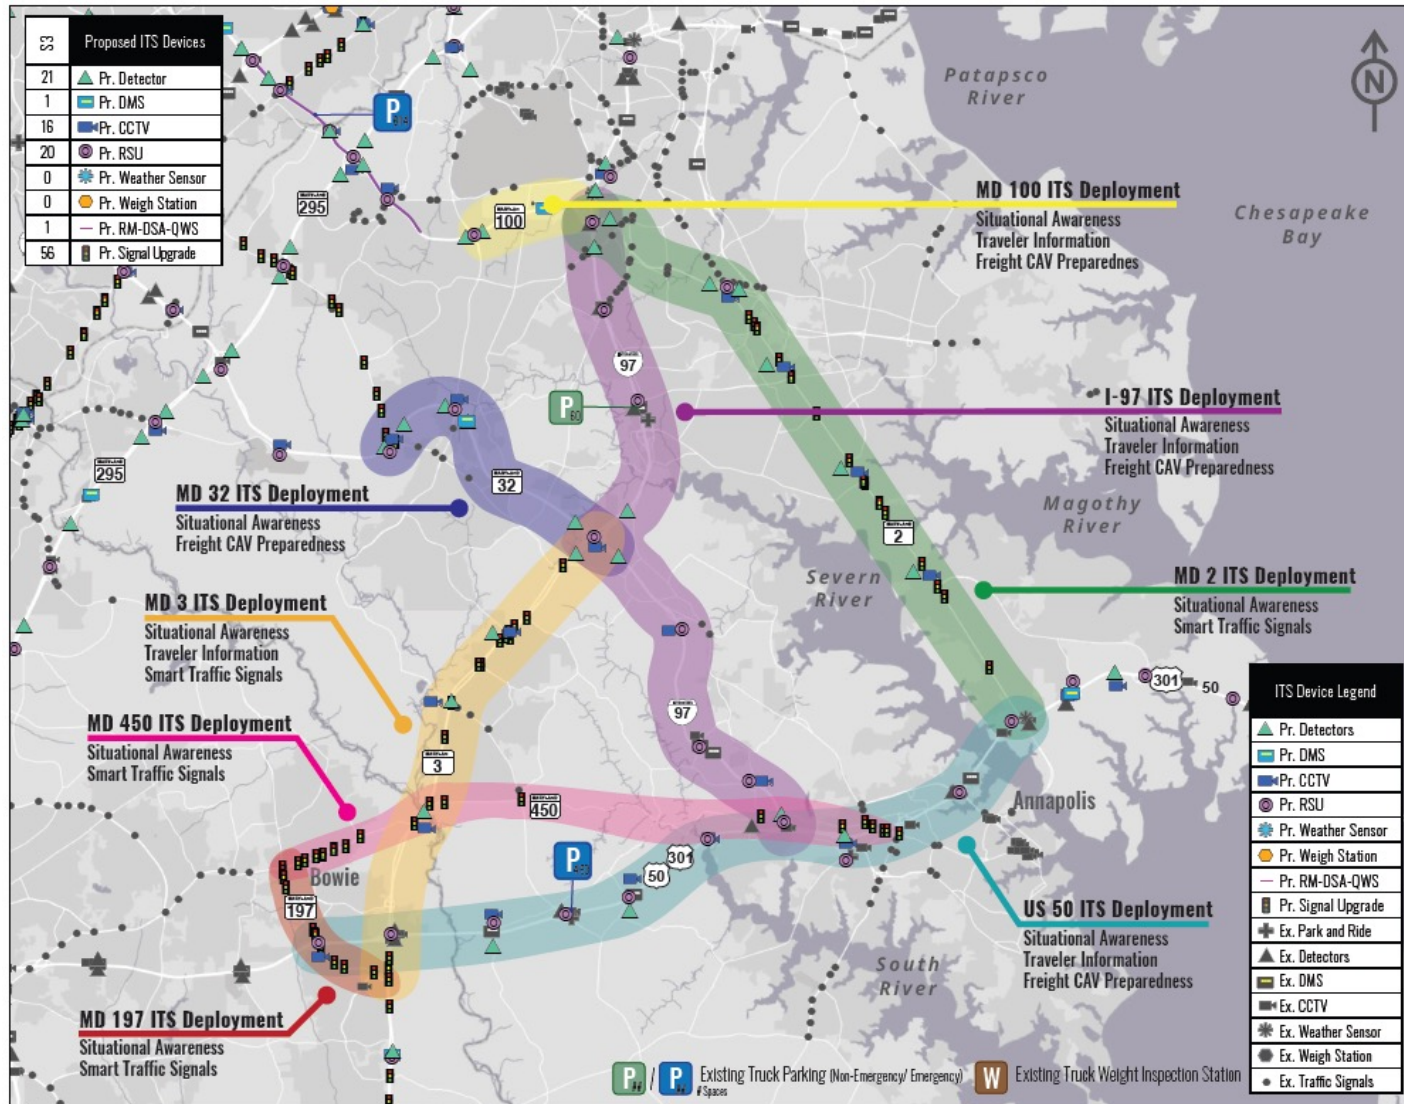 S3
Proposed ITS Devices
21 Pr. Detector
1 Pr. DMS
16 Pr. CCTV
20 Pr. RSU
0 Pr. Weather Sensor
0 Pr. Weigh Station
1 Pr. RM-DSA-QWS
56 Pr. Signal Upgrade
P
N
Patapsco
River
Chesapeake
Bay
295
100
MD 100 ITS Deployment
Situational Awareness
Traveler Information
Freight CAV Preparednes
97
P
60
I-97 ITS Deployment
Situational Awareness
Traveler Information
Freight CAV Preparedness
295
MD 32 ITS Deployment
Situational Awareness
Freight CAV Preparedness
32
2
Magothy
River
Severn
River
MD 2 ITS Deployment
Situational Awareness
Smart Traffic Signals
MD 3 ITS Deployment
Situational Awareness
Traveler Information
Smart Traffic Signals
301
50
97
MD 450 ITS Deployment
Situational Awareness
Smart Traffic Signals
3
450
Annapolis
Bowie
197
P
50
301
US 50 ITS Deployment
Situational Awareness
Traveler Information
Freight CAV Preparedness
South
River
MD 197 ITS Deployment
Situational Awareness
Smart Traffic Signals
ITS Device Legend
Pr. Detectors
Pr. DMS
Pr. CCTV
Pr. RSU
Pr. Weather Sensor
Pr. Weigh Station
Pr. RM-DSA-QWS
Pr. Signal Upgrade
Ex. Park and Ride
Ex. Detectors
Ex. DMS
Ex. CCTV
Ex. Weather Sensor
Ex. Weigh Station
Ex. Traffic Signals
P ## / P ## Existing Truck Parking (Non-Emergency/ Emergency)
# Spaces
W Existing Truck Weight Inspection Station